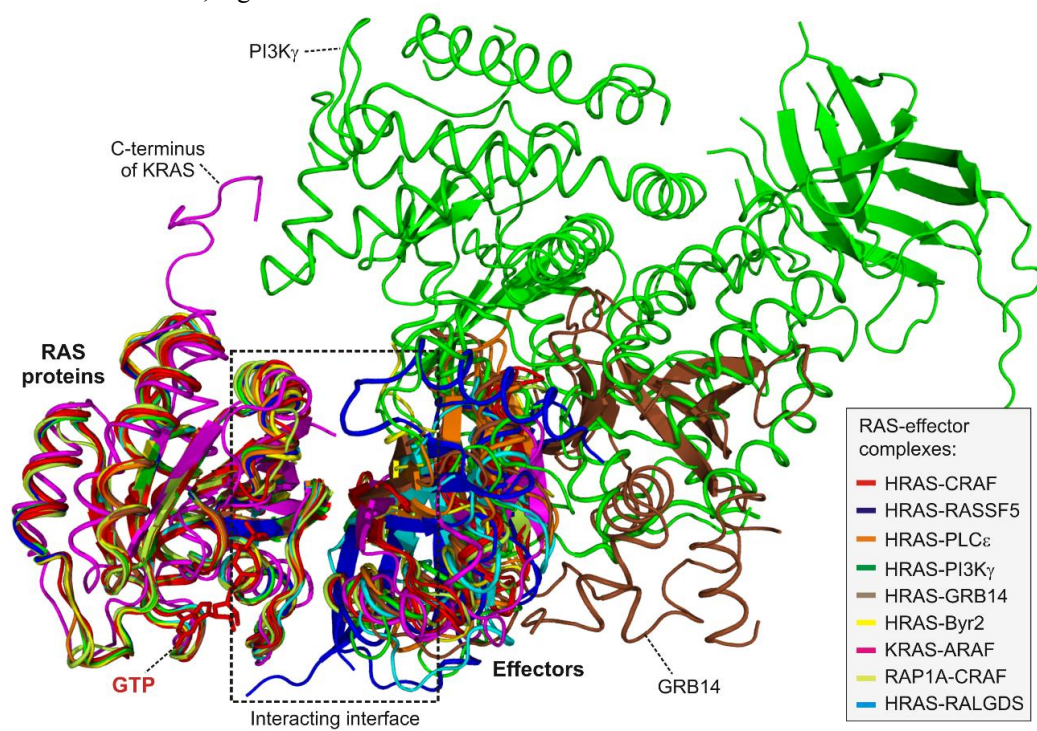 PI3Kγ
C-terminus
of KRAS
RAS
proteins
GTP
Interacting interface
Effectors
GRB14
RAS-effector
complexes:
HRAS-CRAF
HRAS-RASSF5
HRAS-PLCε
HRAS-PI3Kγ
HRAS-GRB14
HRAS-Byr2
KRAS-ARAF
RAP1A-CRAF
HRAS-RALGDS